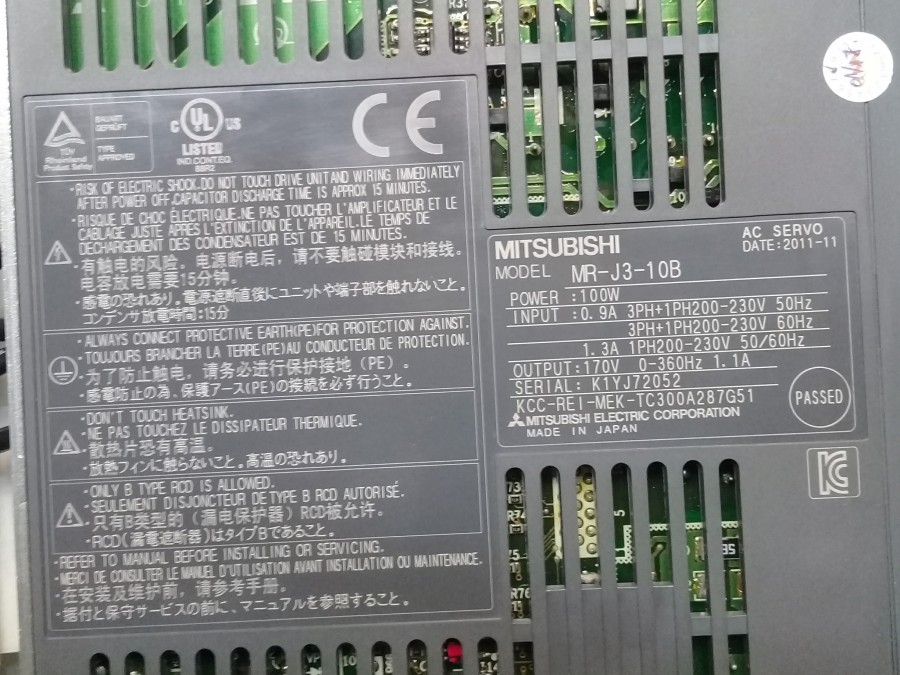 TÜV
Rheinland
Product Safety
BAUART
GEPRÜFT
TYPE
APPROVED
C UL US
LISTED
IND.CONT.EQ.
CE
・RISK OF ELECTRIC SHOCK.DO NOT TOUCH DRIVE UNIT AND WIRING IMMEDIATELY
AFTER POWER OFF.CAPACITOR DISCHARGE TIME IS APPROX 15 MINUTES.
・RISQUE DE CHOC ÉLECTRIQUE.NE PAS TOUCHER L'AMPLIFICATEUR ET LE
CABLAGE JUSTE APRÈS L'EXTINCTION DE L'APPAREIL.LE TEMPS DE
DECHARGEMENT DES CONDENSATEUR EST DE 15 MINUTES.
・有触电的风险。电源断电后，请不要触碰模块和接线。
电容放电需要15分钟。
・感電の恐れあり。電源遮断直後にユニットや端子部を触れないこと。
コンデンサ放電時間:15分
・ALWAYS CONNECT PROTECTIVE EARTH(PE)FOR PROTECTION AGAINST.
・TOUJOURS BRANCHER LA TERRE(PE)AU CONDUCTEUR DE PROTECTION.
・为了防止触电，请务必进行保护接地（PE）。
・感電防止の為、保護アース(PE)の接続を必ず行うこと。
・DON'T TOUCH HEATSINK.
・NE PAS TOUCHEZ LE DISSIPATEUR THERMIQUE.
・散热片恐有高温。
・放熱フィンに触らないこと。高温の恐れあり。
・ONLY B TYPE RCD IS ALLOWED.
・SEULEMENT DISJONCTEUR DE TYPE B RCD AUTORISÉ.
・只有B类型的（漏电保护器）RCD被允许。
・RCD(漏電遮断器)はタイプBであること。
・REFER TO MANUAL BEFORE INSTALLING OR SERVICING.
・MERCI DE CONSULTER LE MANUEL D'UTILISATION AVANT INSTALLATION OU MAINTENANCE.
・在安装及维护前，请参考手册。
・据付と保守サービスの前に、マニュアルを参照すること。
MITSUBISHI
AC SERVO
DATE:2011-11
MODEL MR-J3-10B
POWER :100W
INPUT :0.9A 3PH+1PH200-230V 50Hz
3PH+1PH200-230V 60Hz
1.3A 1PH200-230V 50/60Hz
OUTPUT:170V 0-360Hz 1.1A
SERIAL: K1YJ72052
KCC-REI-MEK-TC300A287G51
MITSUBISHI ELECTRIC CORPORATION
MADE IN JAPAN
PASSED